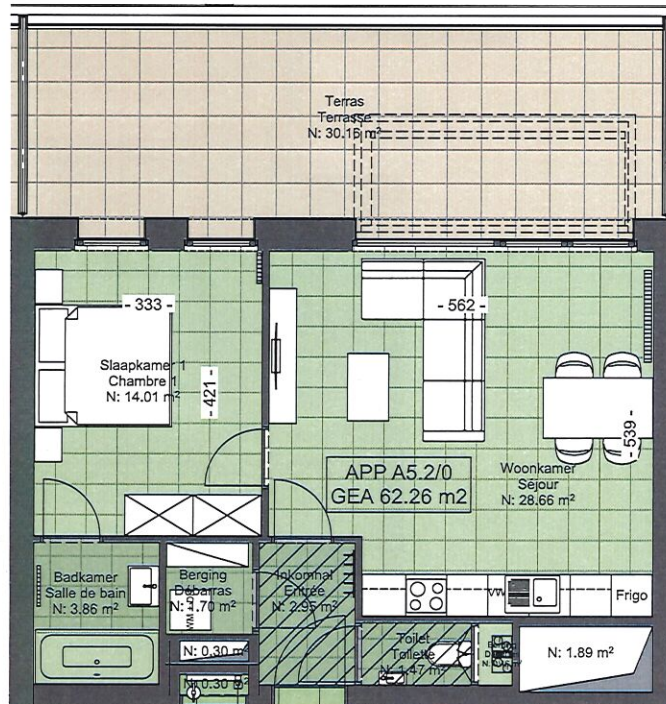 Terras
Terrasse
N: 30.16 m²
- 333 -
- 562 -
Slaapkamer 1
Chambre 1
N: 14.01 m²
- 421 -
- 539 -
APP A5.2/0
GEA 62.26 m2
Woonkamer
Séjour
N: 28.66 m²
Badkamer
Salle de bain
N: 3.86 m²
Berging
Débarras
N: 1.70 m²
WM
Inkomhal
Entrée
N: 2.95 m²
VW
Frigo
Toilet
Toilette
N: 1.47 m²
N: 0.30 m²
N: 0.30 m²
N: 1.89 m²